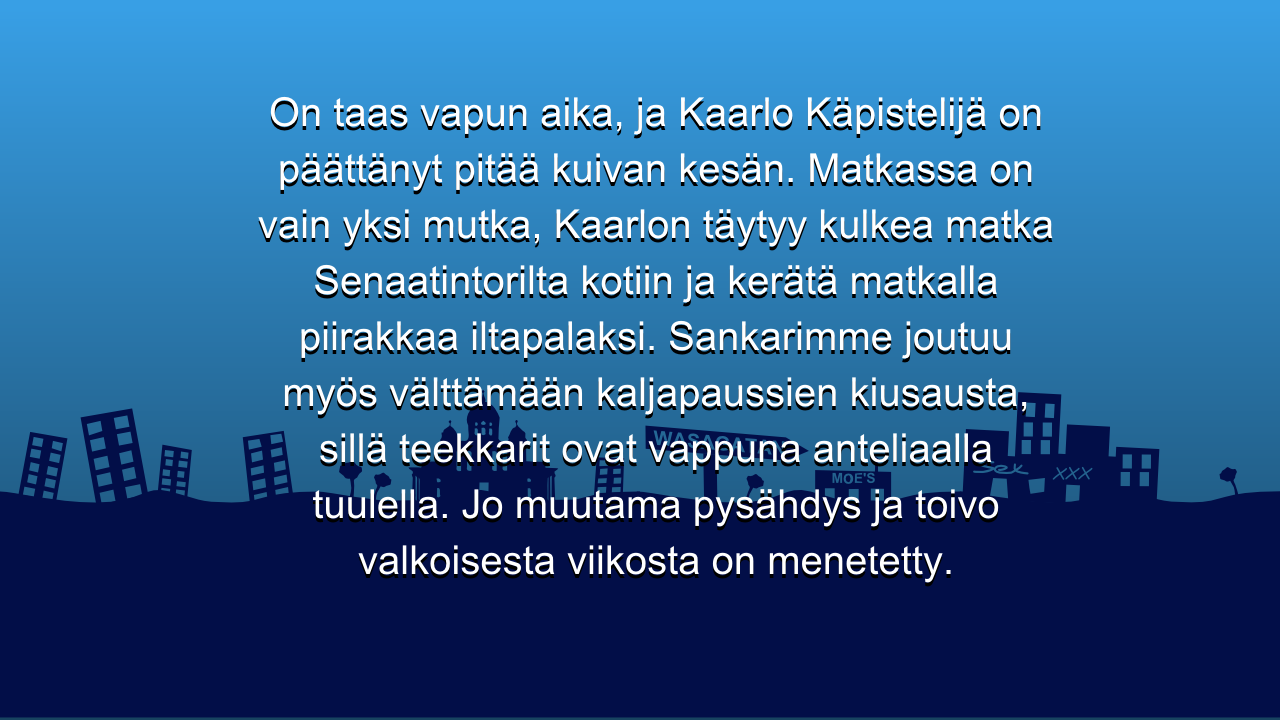 On taas vapun aika, ja Kaarlo Käpistelijä on
päättänyt pitää kuivan kesän. Matkassa on
vain yksi mutka, Kaarlon täytyy kulkea matka
Senaatintorilta kotiin ja kerätä matkalla
piirakkaa iltapalaksi. Sankarimme joutuu
myös välttämään kaljapaussien kiusausta,
sillä teekkarit ovat vappuna anteliaalla
tuulella. Jo muutama pysähdys ja toivo
valkoisesta viikosta on menetetty.
MOE'S
sex xxx